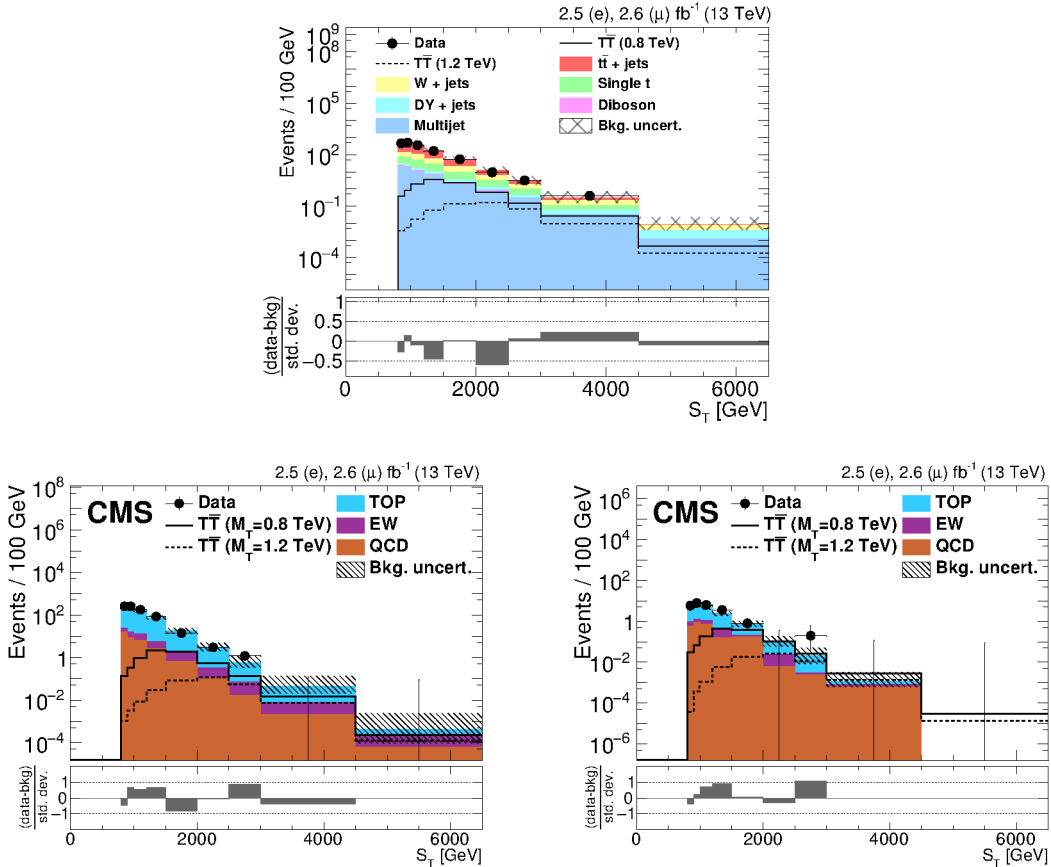 2.5 (e), 2.6 (μ) fb⁻¹ (13 TeV)
Events / 100 GeV
10⁹
10⁸
10⁵
10²
10⁻¹
10⁻⁴
Data
TT̅ (0.8 TeV)
TT̅ (1.2 TeV)
tt̅ + jets
W + jets
Single t
DY + jets
Diboson
Multijet
Bkg. uncert.
(data-bkg)
std. dev.
1
0.5
0
−0.5
0 2000 4000 6000
S_T [GeV]
2.5 (e), 2.6 (μ) fb⁻¹ (13 TeV)
CMS
Events / 100 GeV
10⁸
10⁶
10⁴
10²
1
10⁻²
10⁻⁴
Data
TT̅ (M_T=0.8 TeV)
TT̅ (M_T=1.2 TeV)
TOP
EW
QCD
Bkg. uncert.
(data-bkg)
std. dev.
1
0
−1
0 2000 4000 6000
S_T [GeV]
2.5 (e), 2.6 (μ) fb⁻¹ (13 TeV)
CMS
Events / 100 GeV
10⁶
10⁴
10²
1
10⁻²
10⁻⁴
10⁻⁶
Data
TT̅ (M_T=0.8 TeV)
TT̅ (M_T=1.2 TeV)
TOP
EW
QCD
Bkg. uncert.
(data-bkg)
std. dev.
1
0
−1
0 2000 4000 6000
S_T [GeV]